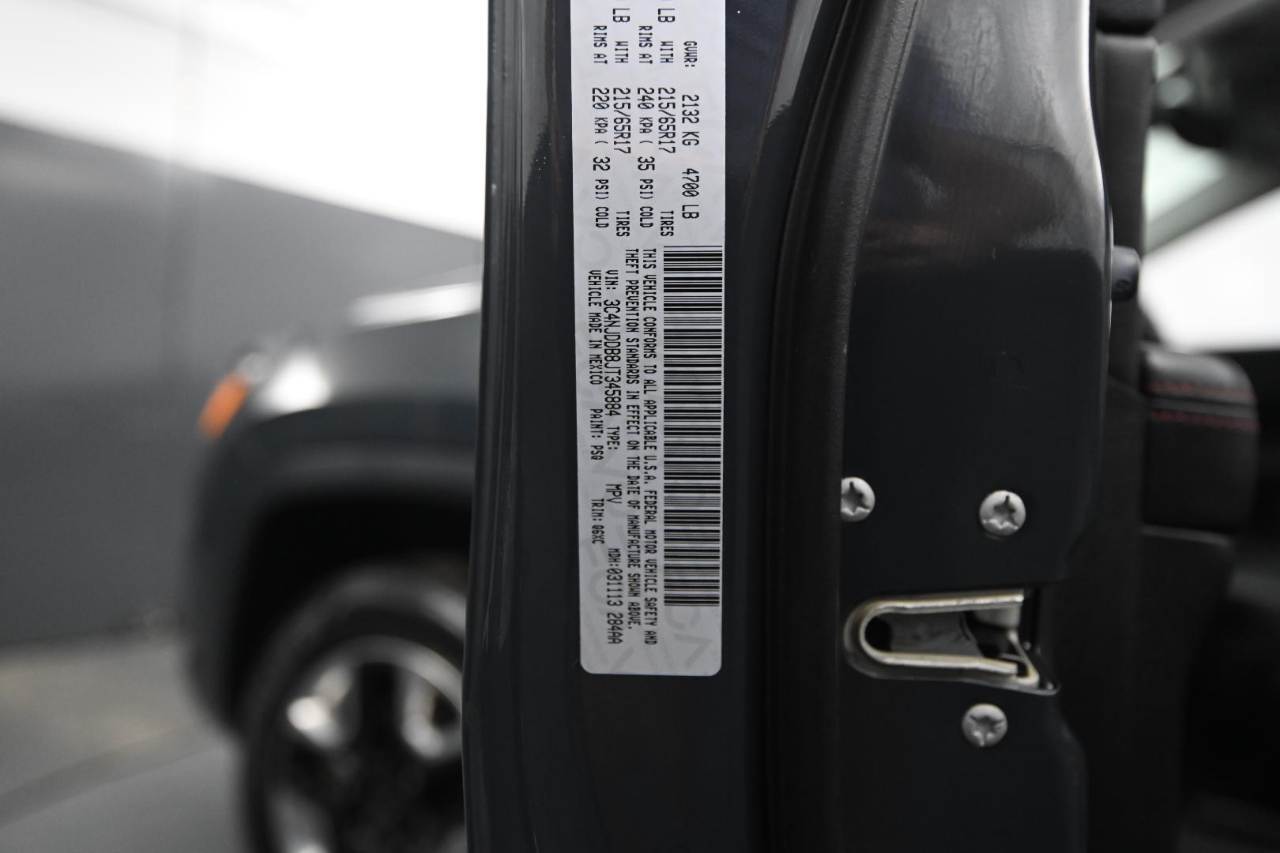 GVWR: 2132 KG 4700 LB
LB WITH 215/65R17 TIRES
RIMS AT 240 KPA ( 35 PSI) COLD
LB WITH 215/65R17 TIRES
RIMS AT 220 KPA ( 32 PSI) COLD
THIS VEHICLE CONFORMS TO ALL APPLICABLE U.S.A. FEDERAL MOTOR VEHICLE SAFETY AND
THEFT PREVENTION STANDARDS IN EFFECT ON THE DATE OF MANUFACTURE SHOWN ABOVE.
VIN: 3C4NJDDB8JT345884 TYPE: MPV MDH:031113 284AA
VEHICLE MADE IN MEXICO PAINT: PSQ TRIM: Q6XC